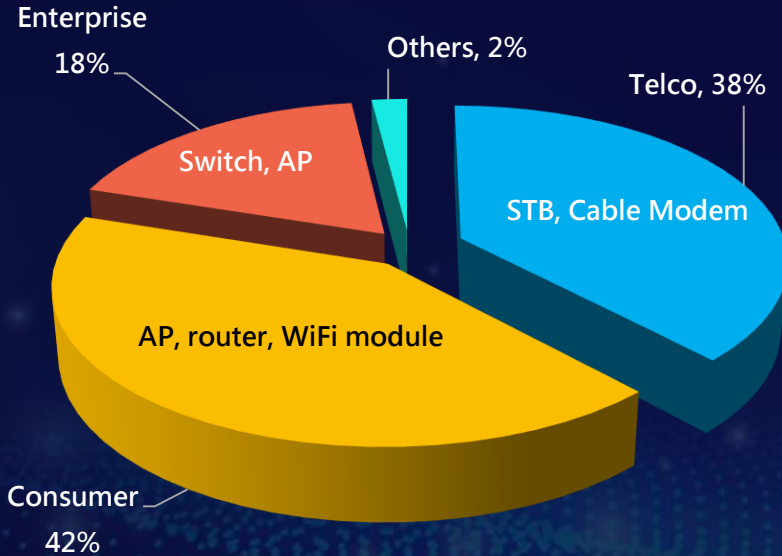 Enterprise
18%
Others, 2%
Telco, 38%
Switch, AP
STB, Cable Modem
AP, router, WiFi module
Consumer
42%